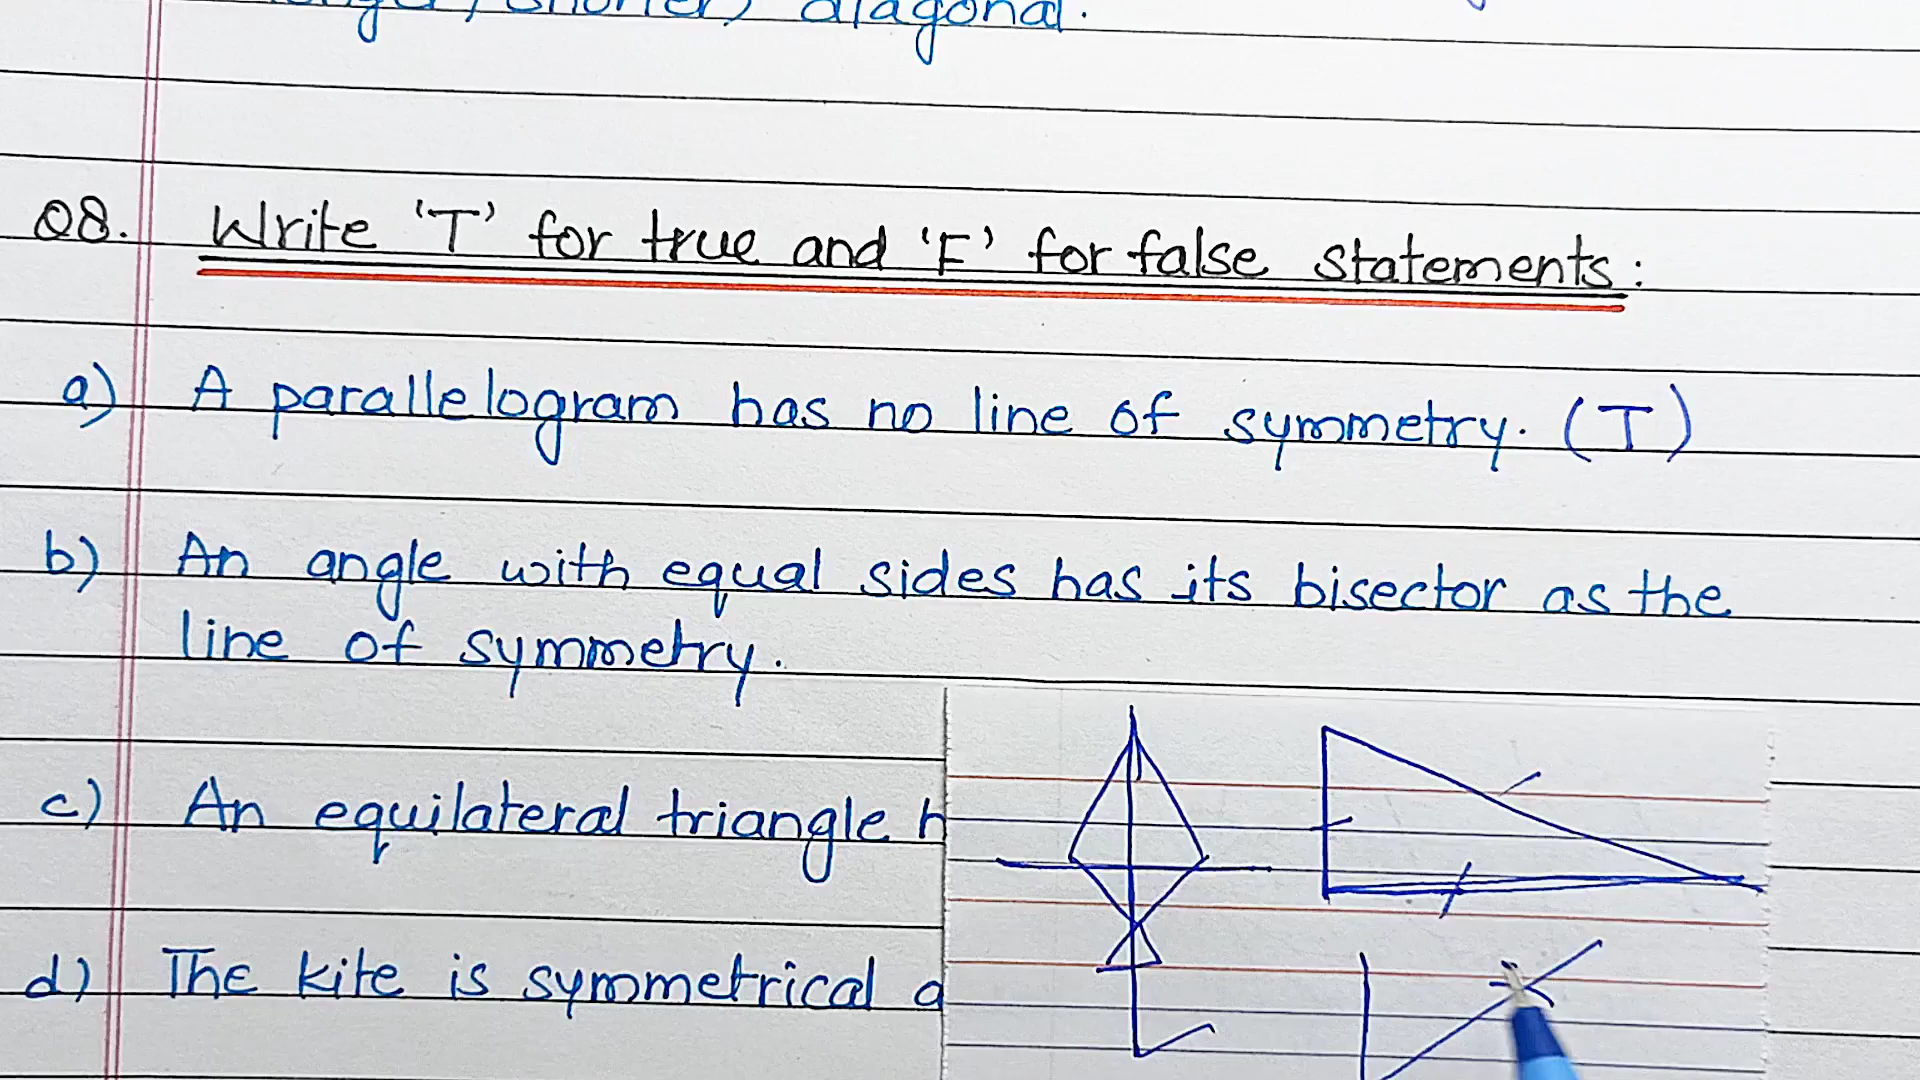 diagonal.
Q8. Write 'T' for true and 'F' for false statements:
a) A parallelogram has no line of symmetry. (T)
b) An angle with equal sides has its bisector as the
line of symmetry.
c) An equilateral triangle
d) The kite is symmetrical